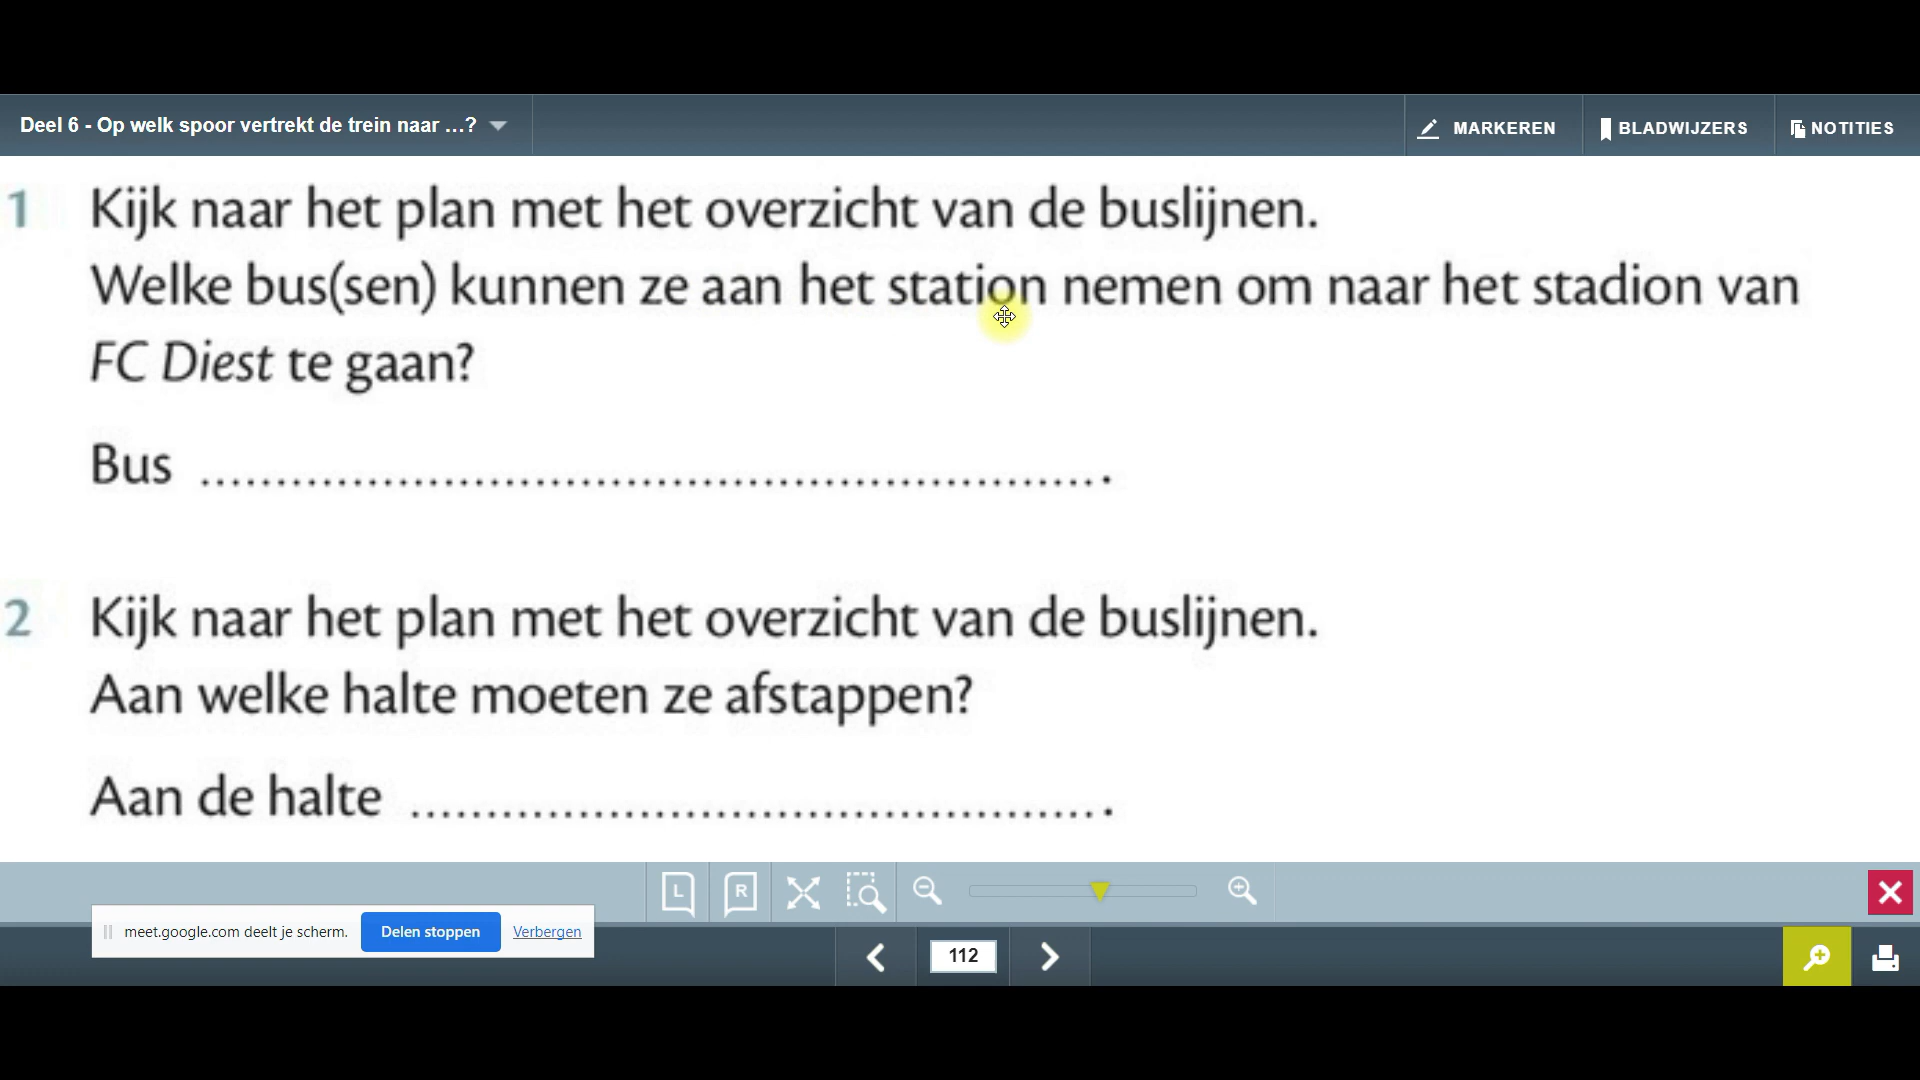 Deel 6 - Op welk spoor vertrekt de trein naar ...?
MARKEREN
BLADWIJZERS
NOTITIES
1 Kijk naar het plan met het overzicht van de buslijnen.
Welke bus(sen) kunnen ze aan het station nemen om naar het stadion van
FC Diest te gaan?
Bus ............................................................
2 Kijk naar het plan met het overzicht van de buslijnen.
Aan welke halte moeten ze afstappen?
Aan de halte ..............................................
L
R
meet.google.com deelt je scherm.
Delen stoppen
Verbergen
112